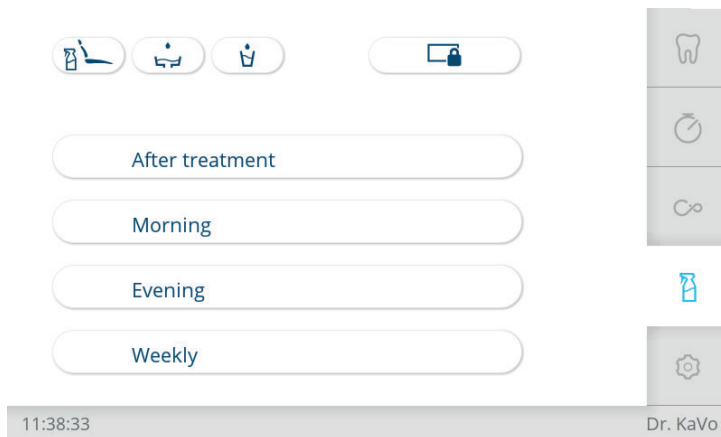 After treatment
Morning
Evening
Weekly
11:38:33 Dr. KaVo